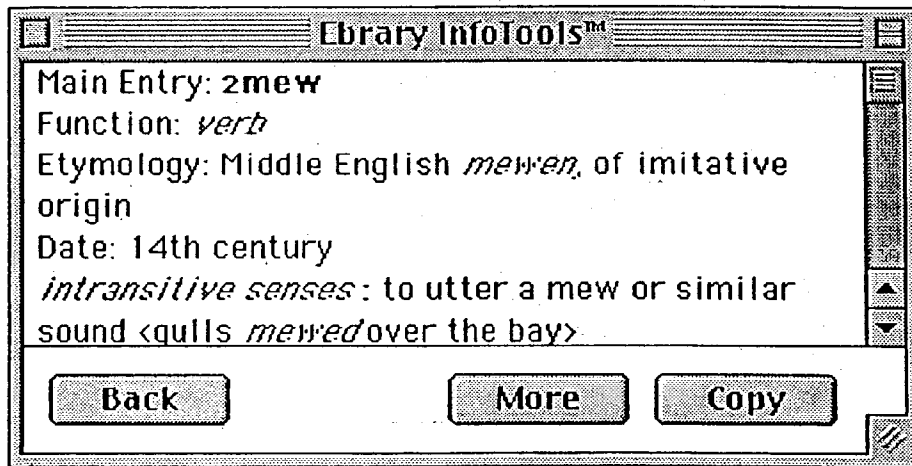 Ebrary InfoTools™
Main Entry: 2mew
Function: verb
Etymology: Middle English mewen, of imitative
origin
Date: 14th century
intransitive senses : to utter a mew or similar
sound <gulls mewed over the bay>
Back More Copy